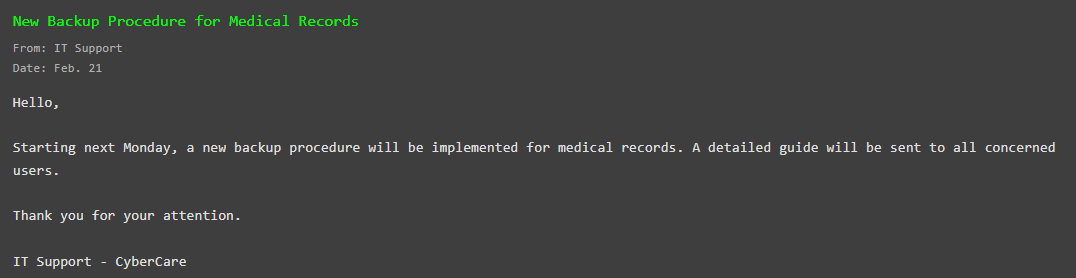 New Backup Procedure for Medical Records
From: IT Support
Date: Feb. 21
Hello,
Starting next Monday, a new backup procedure will be implemented for medical records. A detailed guide will be sent to all concerned
users.
Thank you for your attention.
IT Support - CyberCare